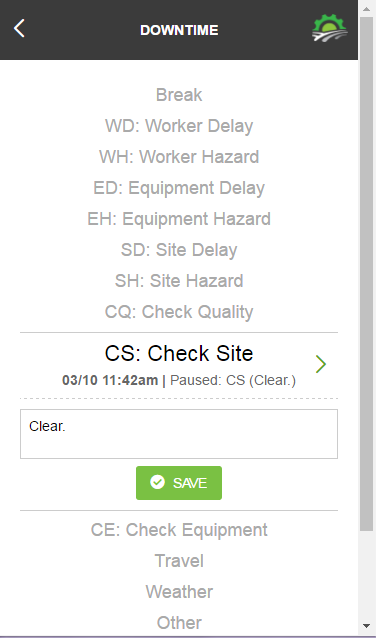 DOWNTIME
Break
WD: Worker Delay
WH: Worker Hazard
ED: Equipment Delay
EH: Equipment Hazard
SD: Site Delay
SH: Site Hazard
CQ: Check Quality
CS: Check Site
03/10 11:42am | Paused: CS (Clear.)
Clear.
SAVE
CE: Check Equipment
Travel
Weather
Other